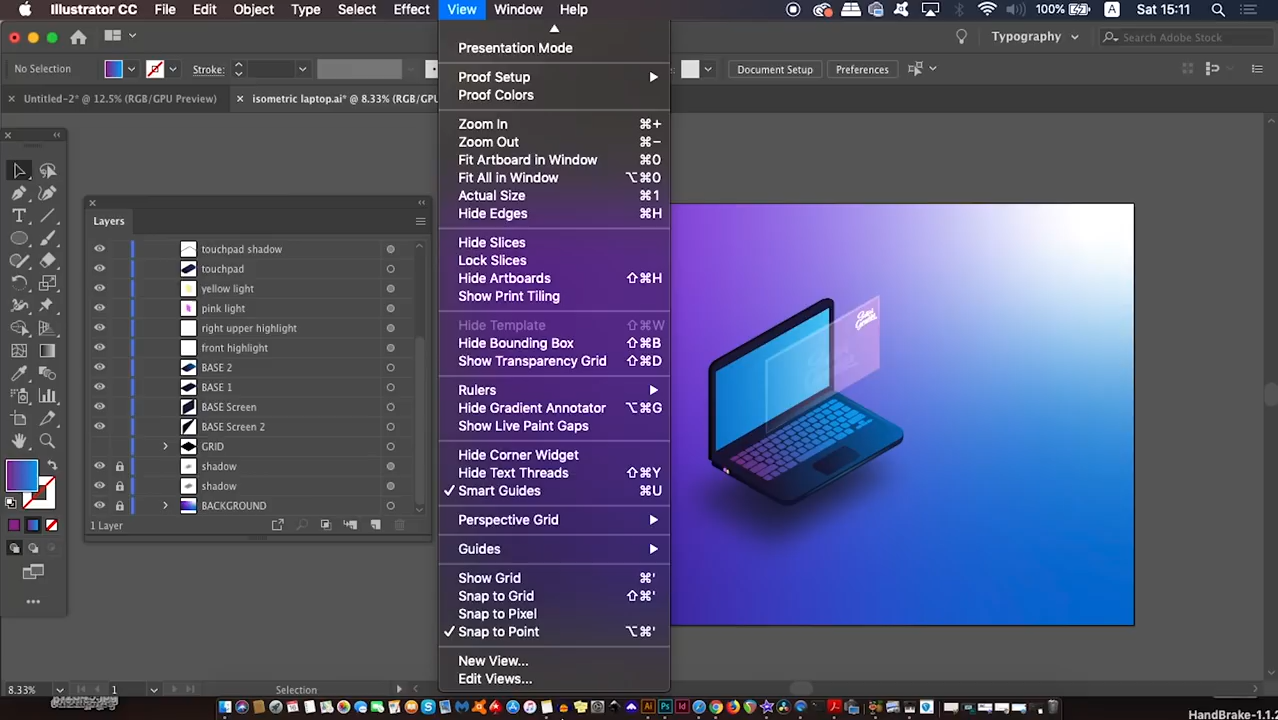 Illustrator CC File Edit Object Type Select Effect View Window Help 100% A Sat 15:11
Typography Search Adobe Stock
No Selection Stroke: Document Setup Preferences
Untitled-2* @ 12.5% (RGB/GPU Preview) isometric laptop.ai* @ 8.33% (RGB/GPU
Presentation Mode
Proof Setup
Proof Colors
Zoom In ⌘+
Zoom Out ⌘−
Fit Artboard in Window ⌘0
Fit All in Window ⌥⌘0
Actual Size ⌘1
Hide Edges ⌘H
Hide Slices
Lock Slices
Hide Artboards ⇧⌘H
Show Print Tiling
Hide Template ⇧⌘W
Hide Bounding Box ⇧⌘B
Show Transparency Grid ⇧⌘D
Rulers
Hide Gradient Annotator ⌥⌘G
Show Live Paint Gaps
Hide Corner Widget
Hide Text Threads ⇧⌘Y
✓ Smart Guides ⌘U
Perspective Grid
Guides
Show Grid ⌘'
Snap to Grid ⇧⌘'
Snap to Pixel
✓ Snap to Point ⌥⌘'
New View...
Edit Views...
Layers
touchpad shadow
touchpad
yellow light
pink light
right upper highlight
front highlight
BASE 2
BASE 1
BASE Screen
BASE Screen 2
GRID
shadow
shadow
BACKGROUND
1 Layer
8.33% 1 Selection
HandBrake-1.1.